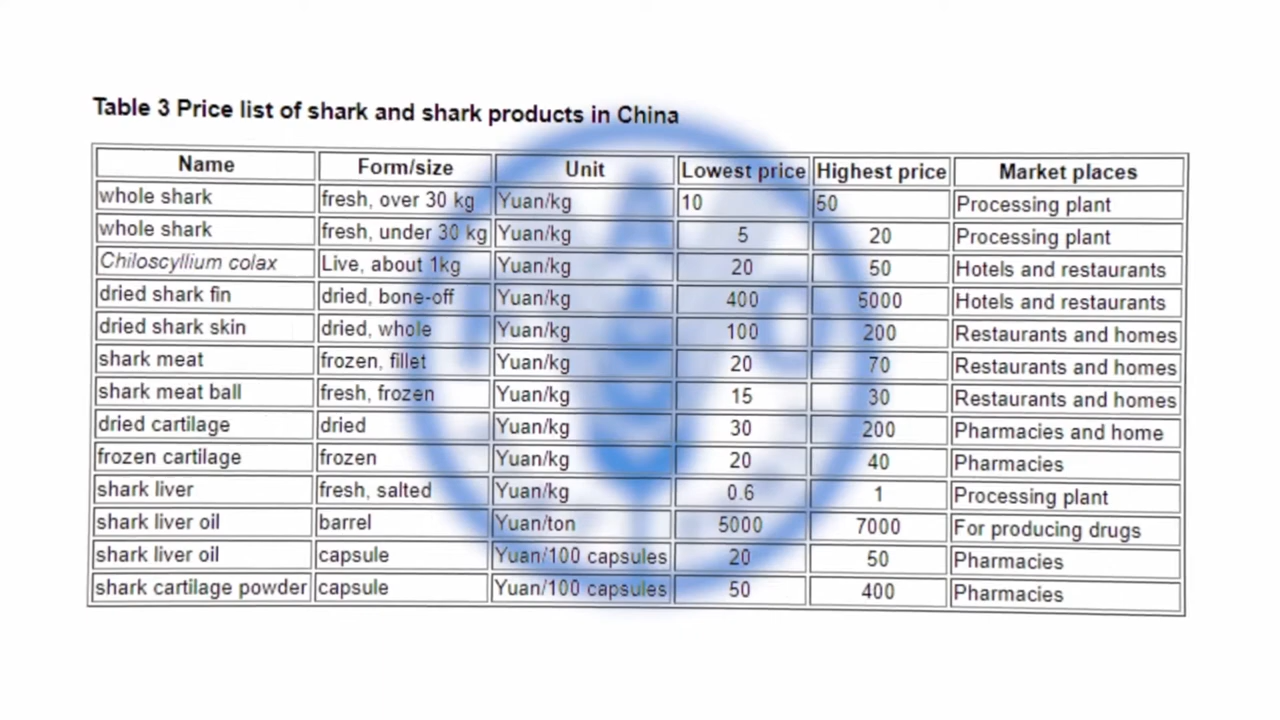 Table 3 Price list of shark and shark products in China
Name Form/size Unit Lowest price Highest price Market places
whole shark fresh, over 30 kg Yuan/kg 10 50 Processing plant
whole shark fresh, under 30 kg Yuan/kg 5 20 Processing plant
Chiloscyllium colax Live, about 1kg Yuan/kg 20 50 Hotels and restaurants
dried shark fin dried, bone-off Yuan/kg 400 5000 Hotels and restaurants
dried shark skin dried, whole Yuan/kg 100 200 Restaurants and homes
shark meat frozen, fillet Yuan/kg 20 70 Restaurants and homes
shark meat ball fresh, frozen Yuan/kg 15 30 Restaurants and homes
dried cartilage dried Yuan/kg 30 200 Pharmacies and home
frozen cartilage frozen Yuan/kg 20 40 Pharmacies
shark liver fresh, salted Yuan/kg 0.6 1 Processing plant
shark liver oil barrel Yuan/ton 5000 7000 For producing drugs
shark liver oil capsule Yuan/100 capsules 20 50 Pharmacies
shark cartilage powder capsule Yuan/100 capsules 50 400 Pharmacies